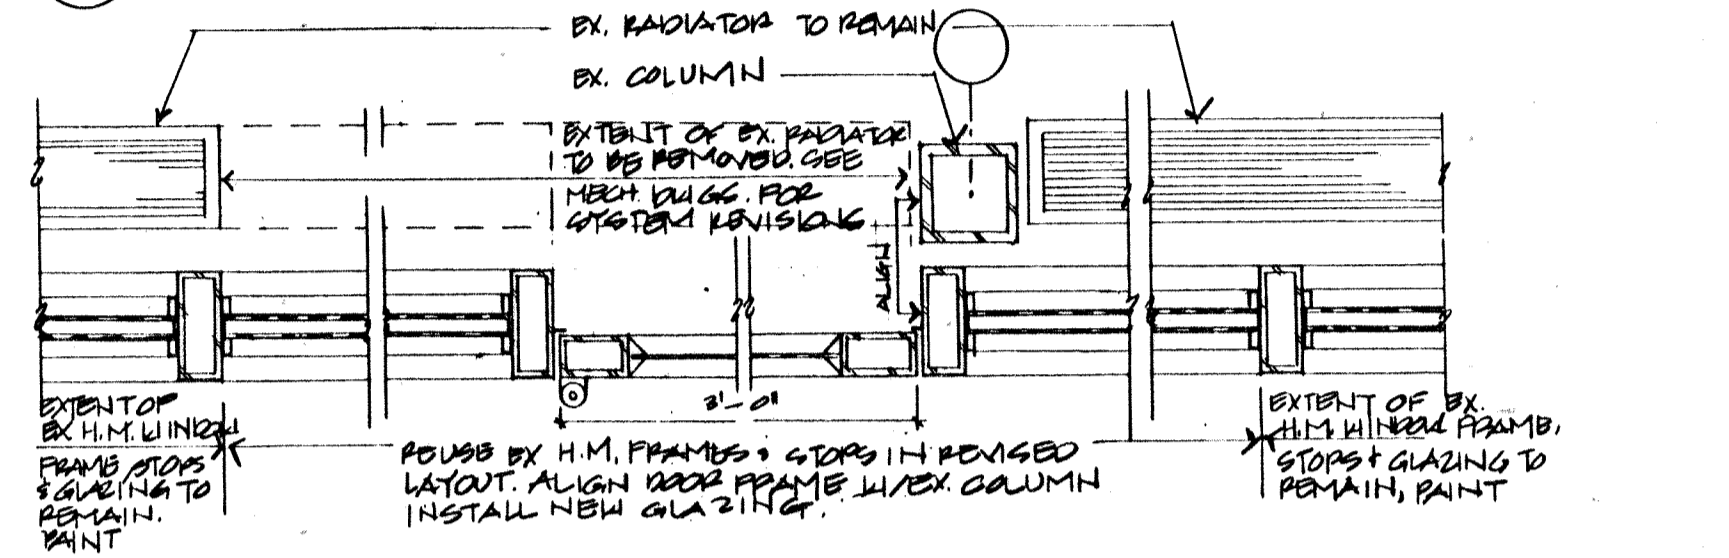 EX. RADIATOR TO REMAIN
EX. COLUMN
EXTENT OF EX. RADIATOR
TO BE REMOVED. SEE
MECH. DWGS. FOR
SYSTEM REVISIONS
ALIGN
3'-0"
EXTENT OF
EX H.M. WINDOW
FRAME, STOPS
& GLAZING TO
REMAIN.
PAINT
REUSE EX H.M. FRAMES & STOPS IN REVISED
LAYOUT. ALIGN DOOR FRAME W/EX. COLUMN
INSTALL NEW GLAZING.
EXTENT OF EX.
H.M. WINDOW FRAME,
STOPS & GLAZING TO
REMAIN, PAINT